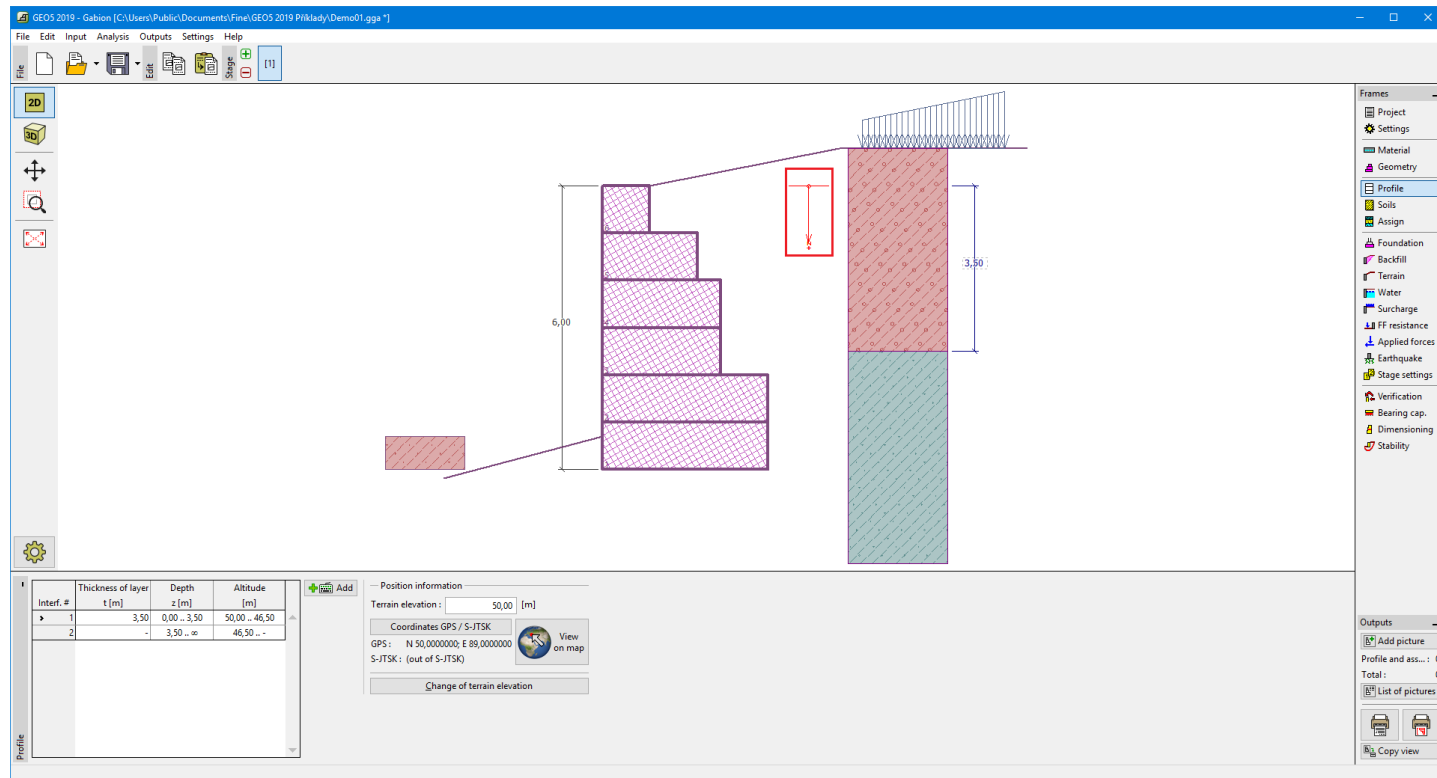 GEO5 2019 - Gabion [C:\Users\Public\Documents\Fine\GEO5 2019 Příklady\Demo01.gga *]
File Edit Input Analysis Outputs Settings Help
File
Edit
Stage
[1]
2D
3D
6,00
3,50
6
5
4
3
2
1
Frames
Project
Settings
Material
Geometry
Profile
Soils
Assign
Foundation
Backfill
Terrain
Water
Surcharge
FF resistance
Applied forces
Earthquake
Stage settings
Verification
Bearing cap.
Dimensioning
Stability
Profile
Interf. # Thickness of layer t [m] Depth z [m] Altitude [m]
1 3,50 0,00 .. 3,50 50,00 .. 46,50
2 - 3,50 .. ∞ 46,50 .. -
Add
Position information
Terrain elevation : 50,00 [m]
Coordinates GPS / S-JTSK
GPS : N 50,0000000; E 89,0000000
S-JTSK : (out of S-JTSK)
View on map
Change of terrain elevation
Outputs
Add picture
Profile and ass... :
Total :
List of pictures
Copy view